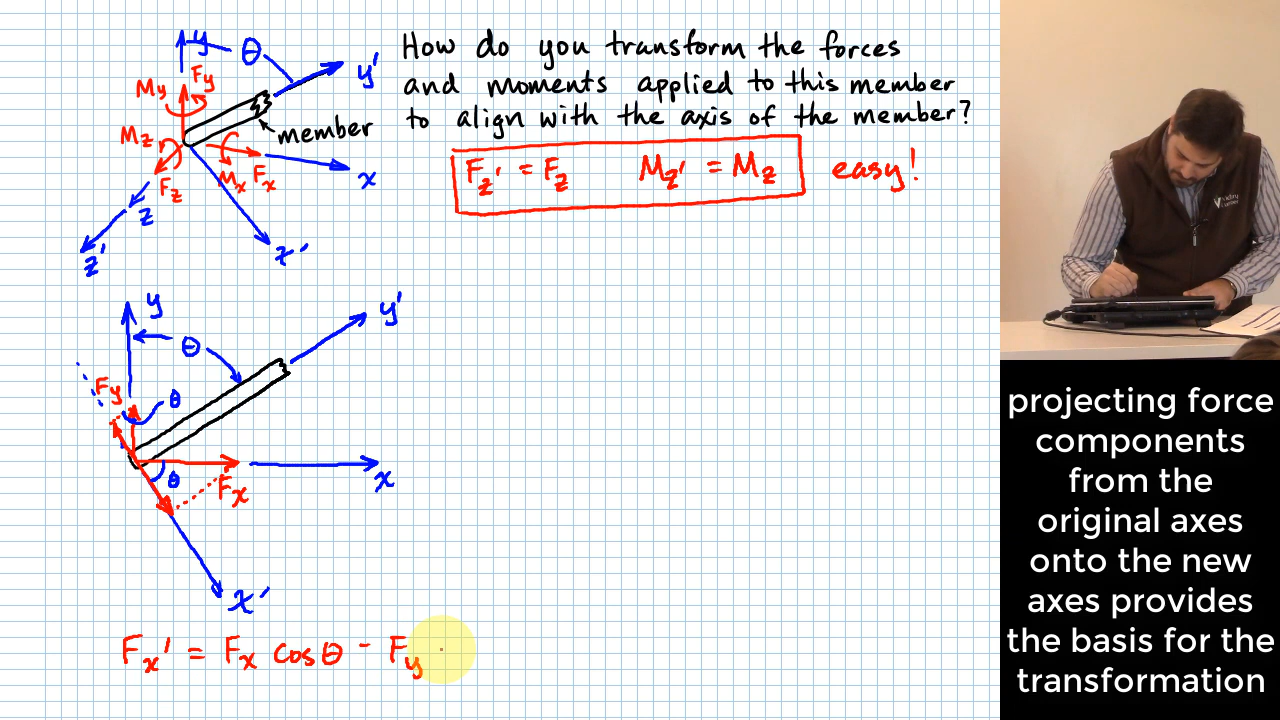 How do you transform the forces
and moments applied to this member
to align with the axis of the member?
Fz' = Fz Mz' = Mz easy!
y
θ
y'
My
Fy
member
Mz
Fz
Mx
Fx
x
z
z'
x'
y
y'
θ
Fy
θ
θ
Fx
x
x'
Fx' = Fx cosθ - Fy
projecting force
components
from the
original axes
onto the new
axes provides
the basis for the
transformation